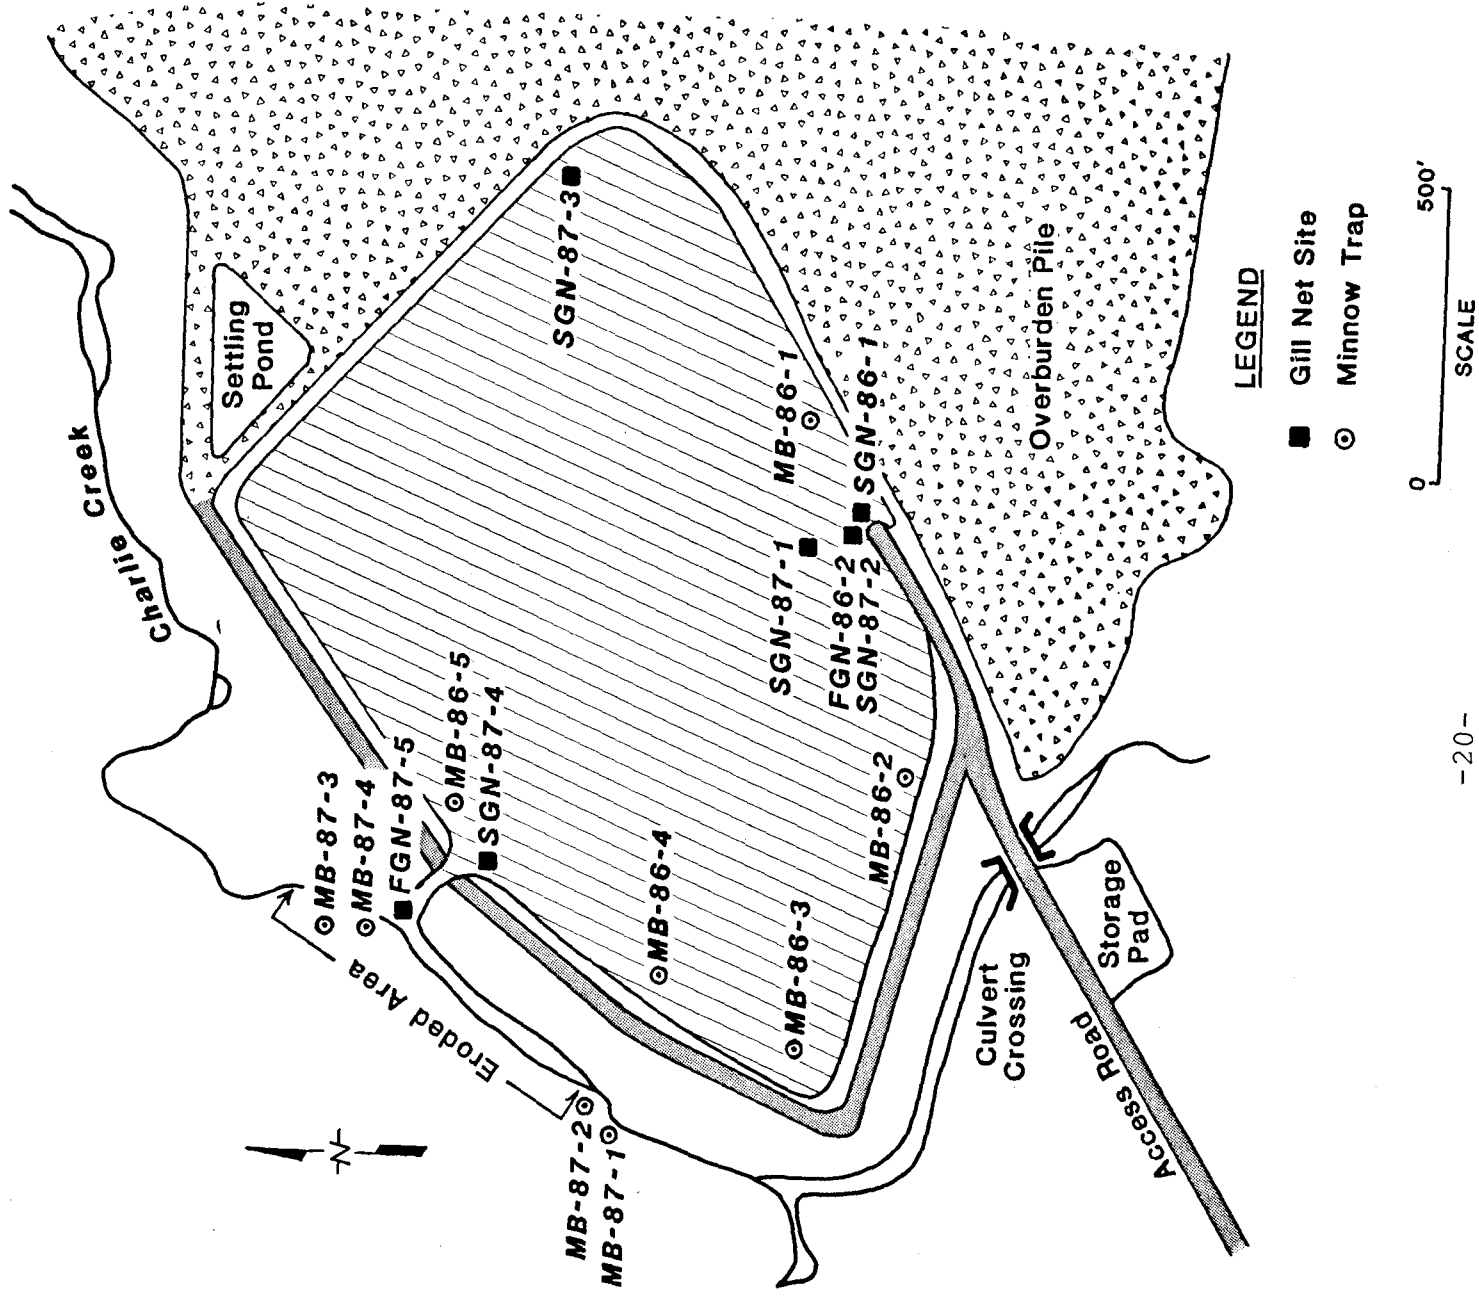 Charlie Creek
Settling
Pond
SGN-87-3
MB-86-1
SGN-86-1
SGN-87-1
FGN-86-2
SGN-87-2
Overburden Pile
MB-86-5
SGN-87-4
MB-87-3
MB-87-4
FGN-87-5
MB-86-4
MB-86-2
MB-86-3
Eroded Area
MB-87-2
MB-87-1
N
Culvert
Crossing
Storage
Pad
Access Road
LEGEND
Gill Net Site
Minnow Trap
0 500'
SCALE
-20-